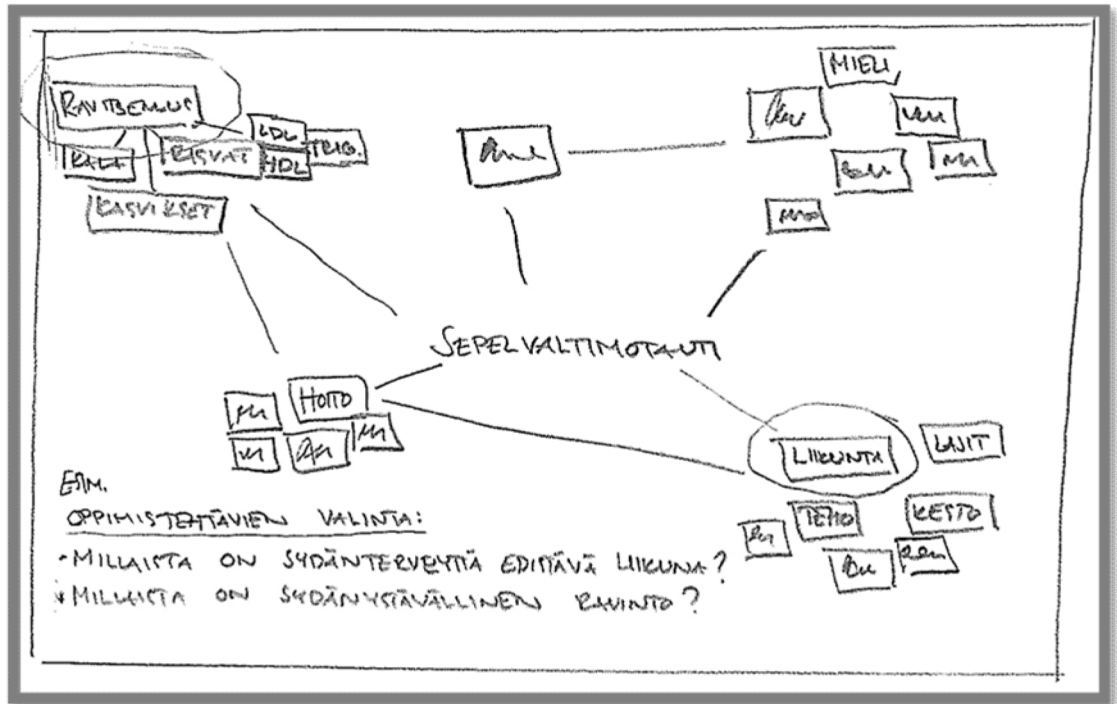 MIELI
RAVITSEMUS
LDL
TRIG.
KALA
RASVAT
HDL
KASVIKSET
SEPELVALTIMOTAUTI
HOITO
LIIKUNTA
LAJIT
TEHO
KESTO
ESIM.
OPPIMISTEHTÄVIEN VALINTA:
- MILLAISTA ON SYDÄNTERVEYTTÄ EDISTÄVÄ LIIKUNA?
MILLAISTA ON SYDÄNYSTÄVÄLLINEN RAVINTO?